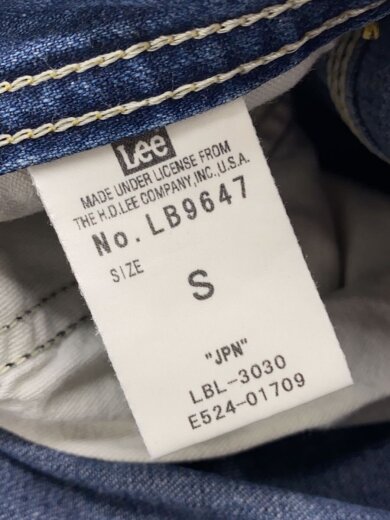 Lee
MADE UNDER LICENSE FROM
THE H.D.LEE COMPANY,INC.,U.S.A.
No. LB9647
SIZE
S
"JPN"
LBL-3030
E524-01709